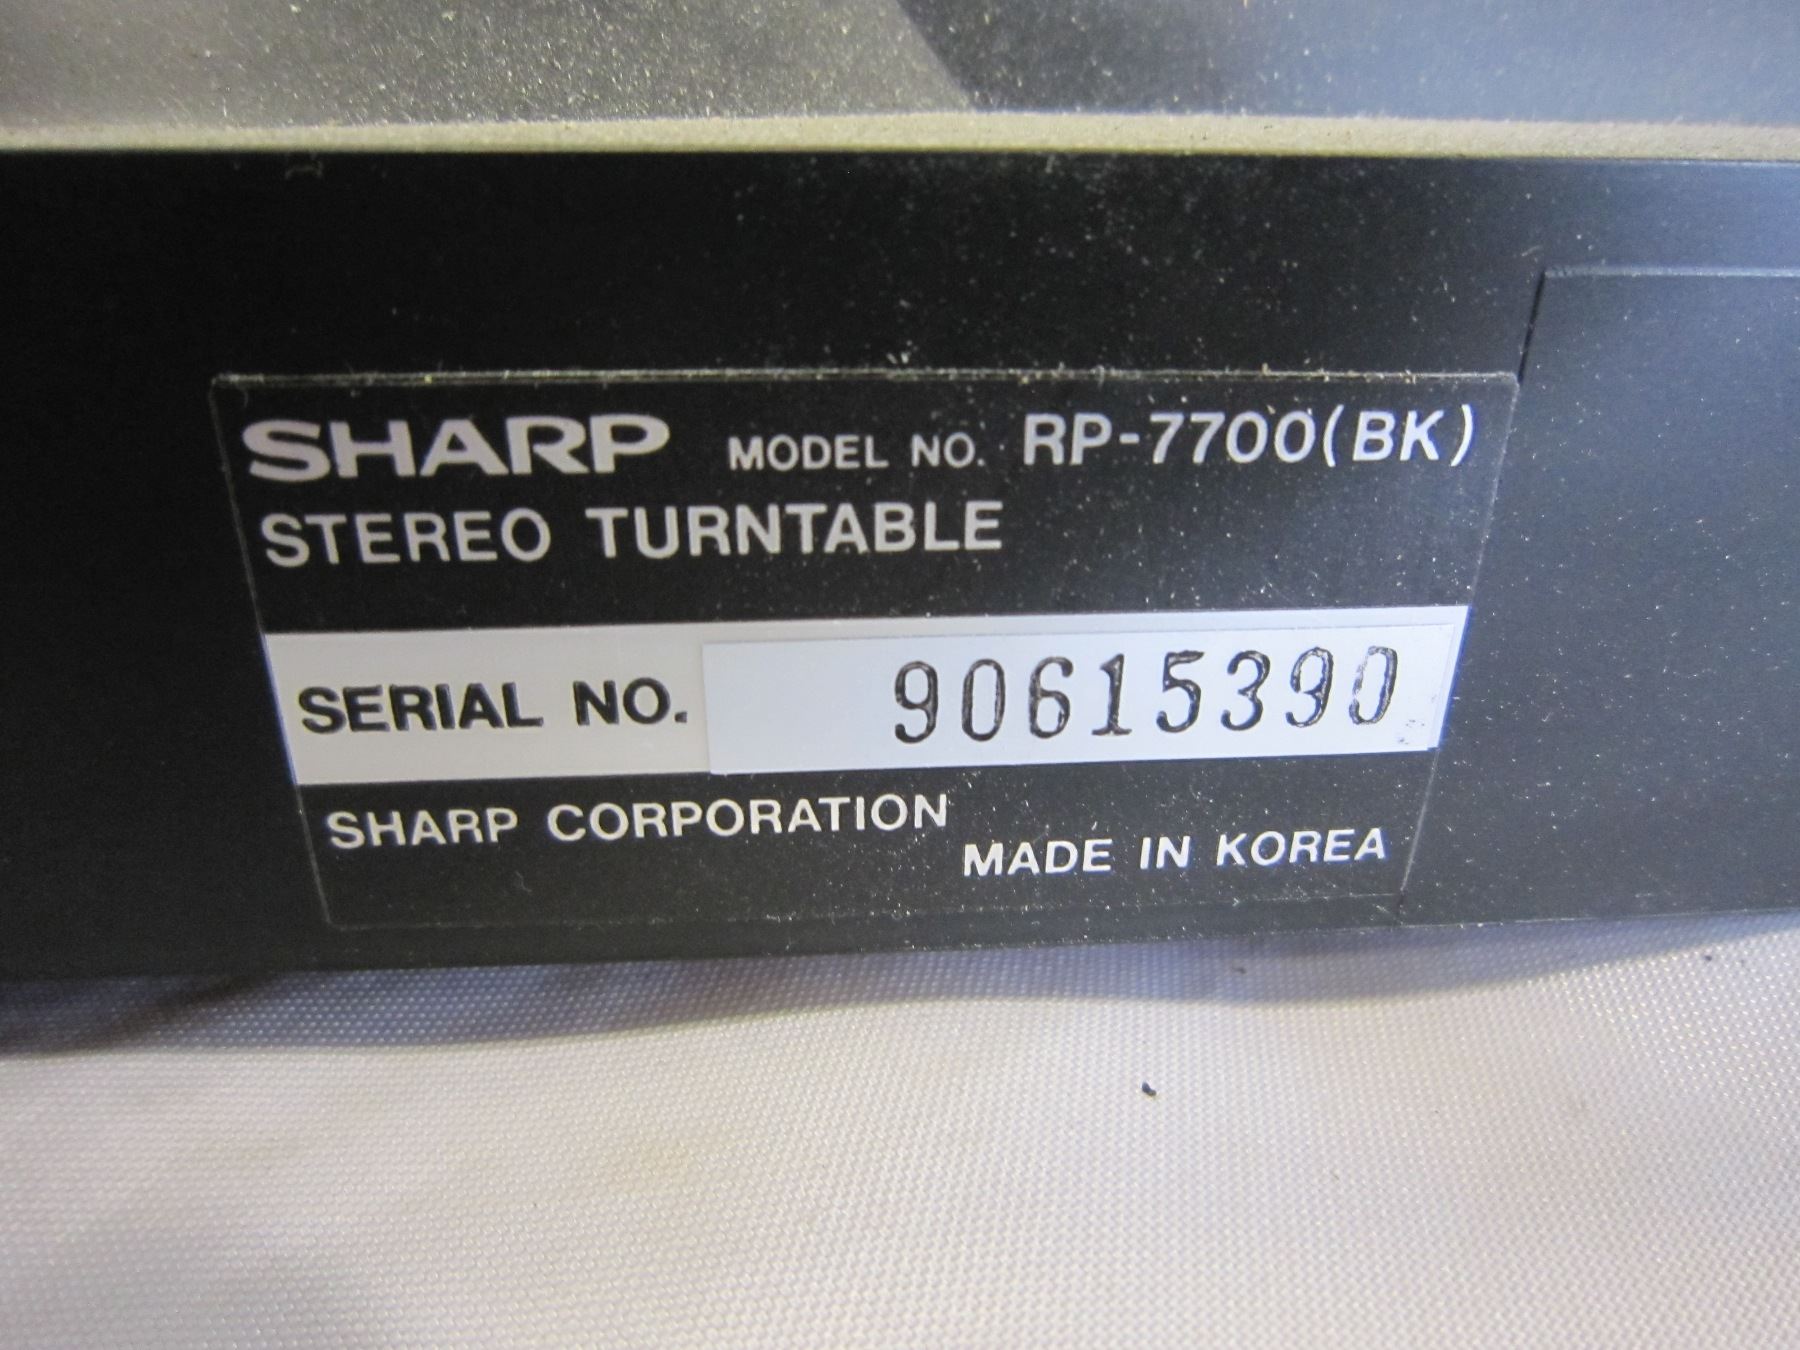 SHARP MODEL NO. RP-7700(BK)
STEREO TURNTABLE
SERIAL NO. 90615390
SHARP CORPORATION
MADE IN KOREA